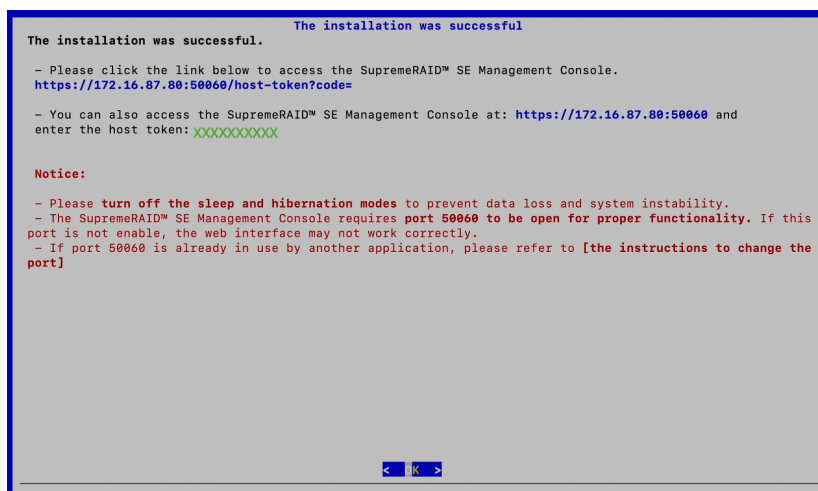 The installation was successful
The installation was successful.
– Please click the link below to access the SupremeRAID™ SE Management Console.
https://172.16.87.80:50060/host-token?code=
– You can also access the SupremeRAID™ SE Management Console at: https://172.16.87.80:50060 and
enter the host token: XXXXXXXXXX
Notice:
– Please turn off the sleep and hibernation modes to prevent data loss and system instability.
– The SupremeRAID™ SE Management Console requires port 50060 to be open for proper functionality. If this
port is not enable, the web interface may not work correctly.
– If port 50060 is already in use by another application, please refer to [the instructions to change the
port]
< OK >